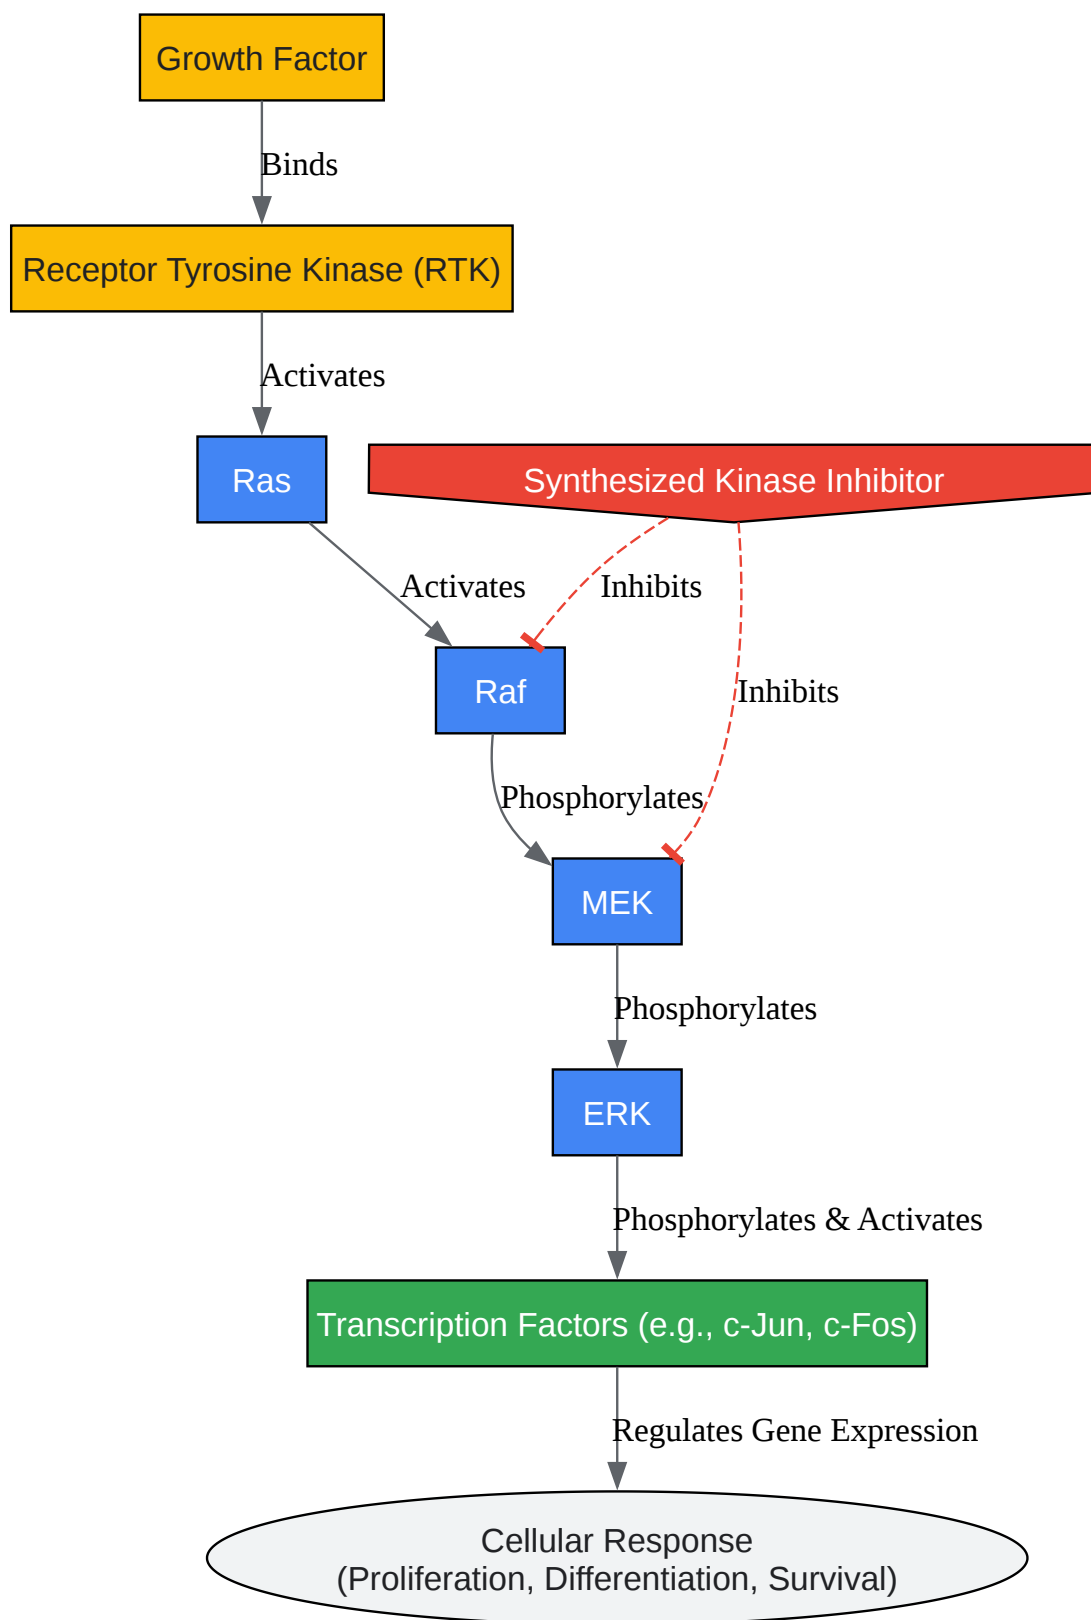 Growth Factor
Binds
Receptor Tyrosine Kinase (RTK)
Activates
Ras
Synthesized Kinase Inhibitor
Activates
Inhibits
Raf
Inhibits
Phosphorylates
MEK
Phosphorylates
ERK
Phosphorylates & Activates
Transcription Factors (e.g., c-Jun, c-Fos)
Regulates Gene Expression
Cellular Response
(Proliferation, Differentiation, Survival)